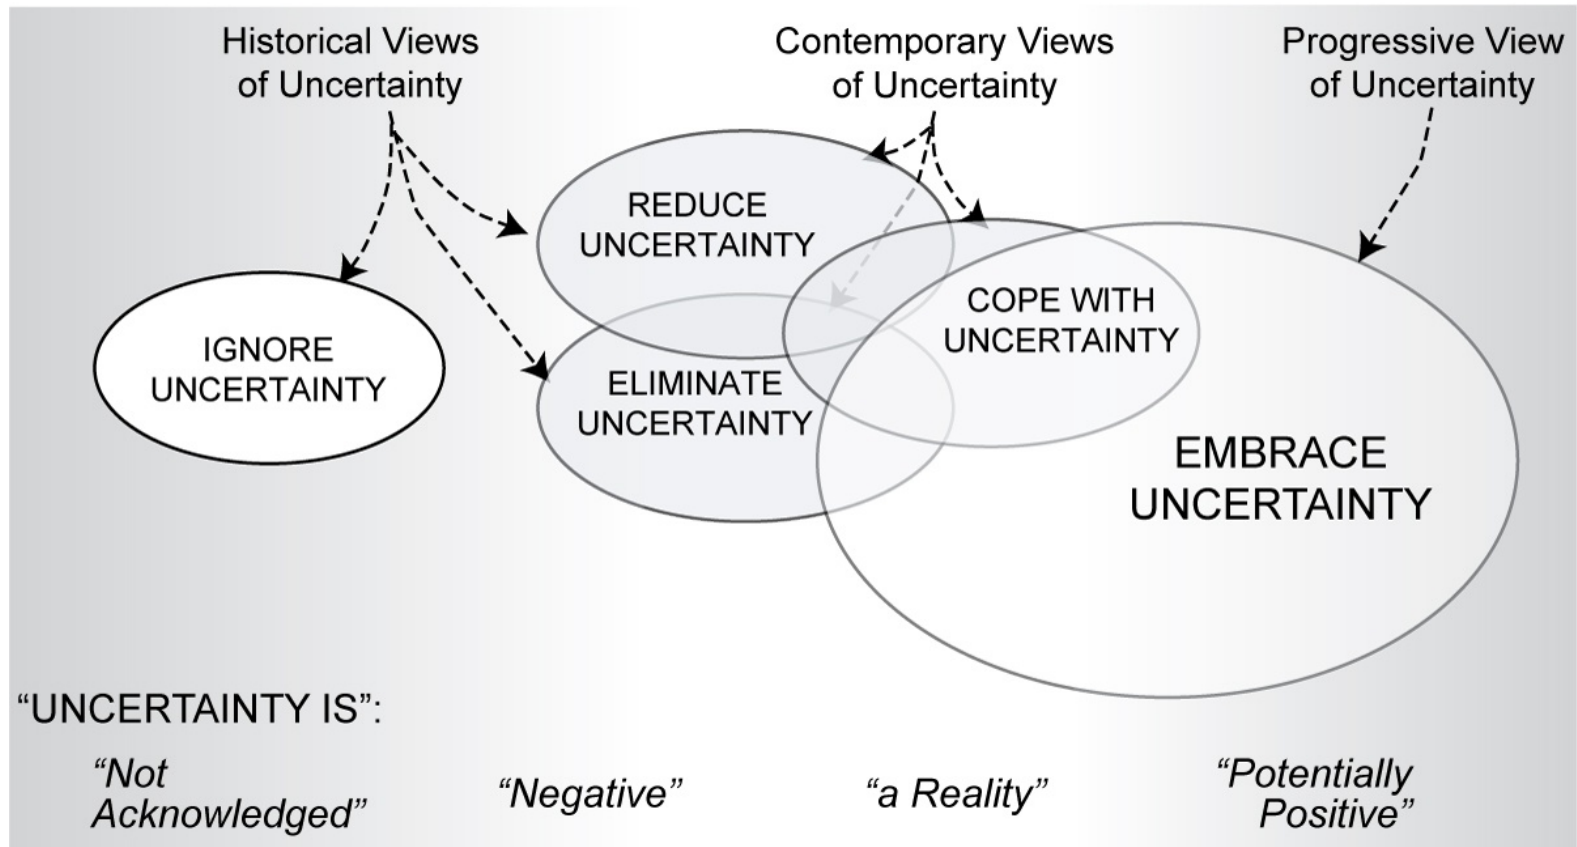 Historical Views
of Uncertainty
Contemporary Views
of Uncertainty
Progressive View
of Uncertainty
REDUCE
UNCERTAINTY
COPE WITH
UNCERTAINTY
IGNORE
UNCERTAINTY
ELIMINATE
UNCERTAINTY
EMBRACE
UNCERTAINTY
“UNCERTAINTY IS”:
“Not
Acknowledged”
“Negative”
“a Reality”
“Potentially
Positive”